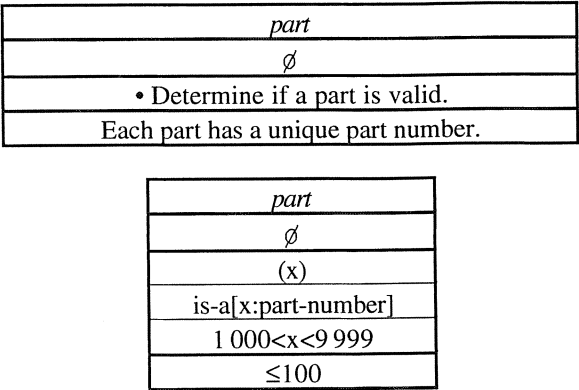 part
∅
• Determine if a part is valid.
Each part has a unique part number.
part
∅
(x)
is-a[x:part-number]
1 000<x<9 999
≤100